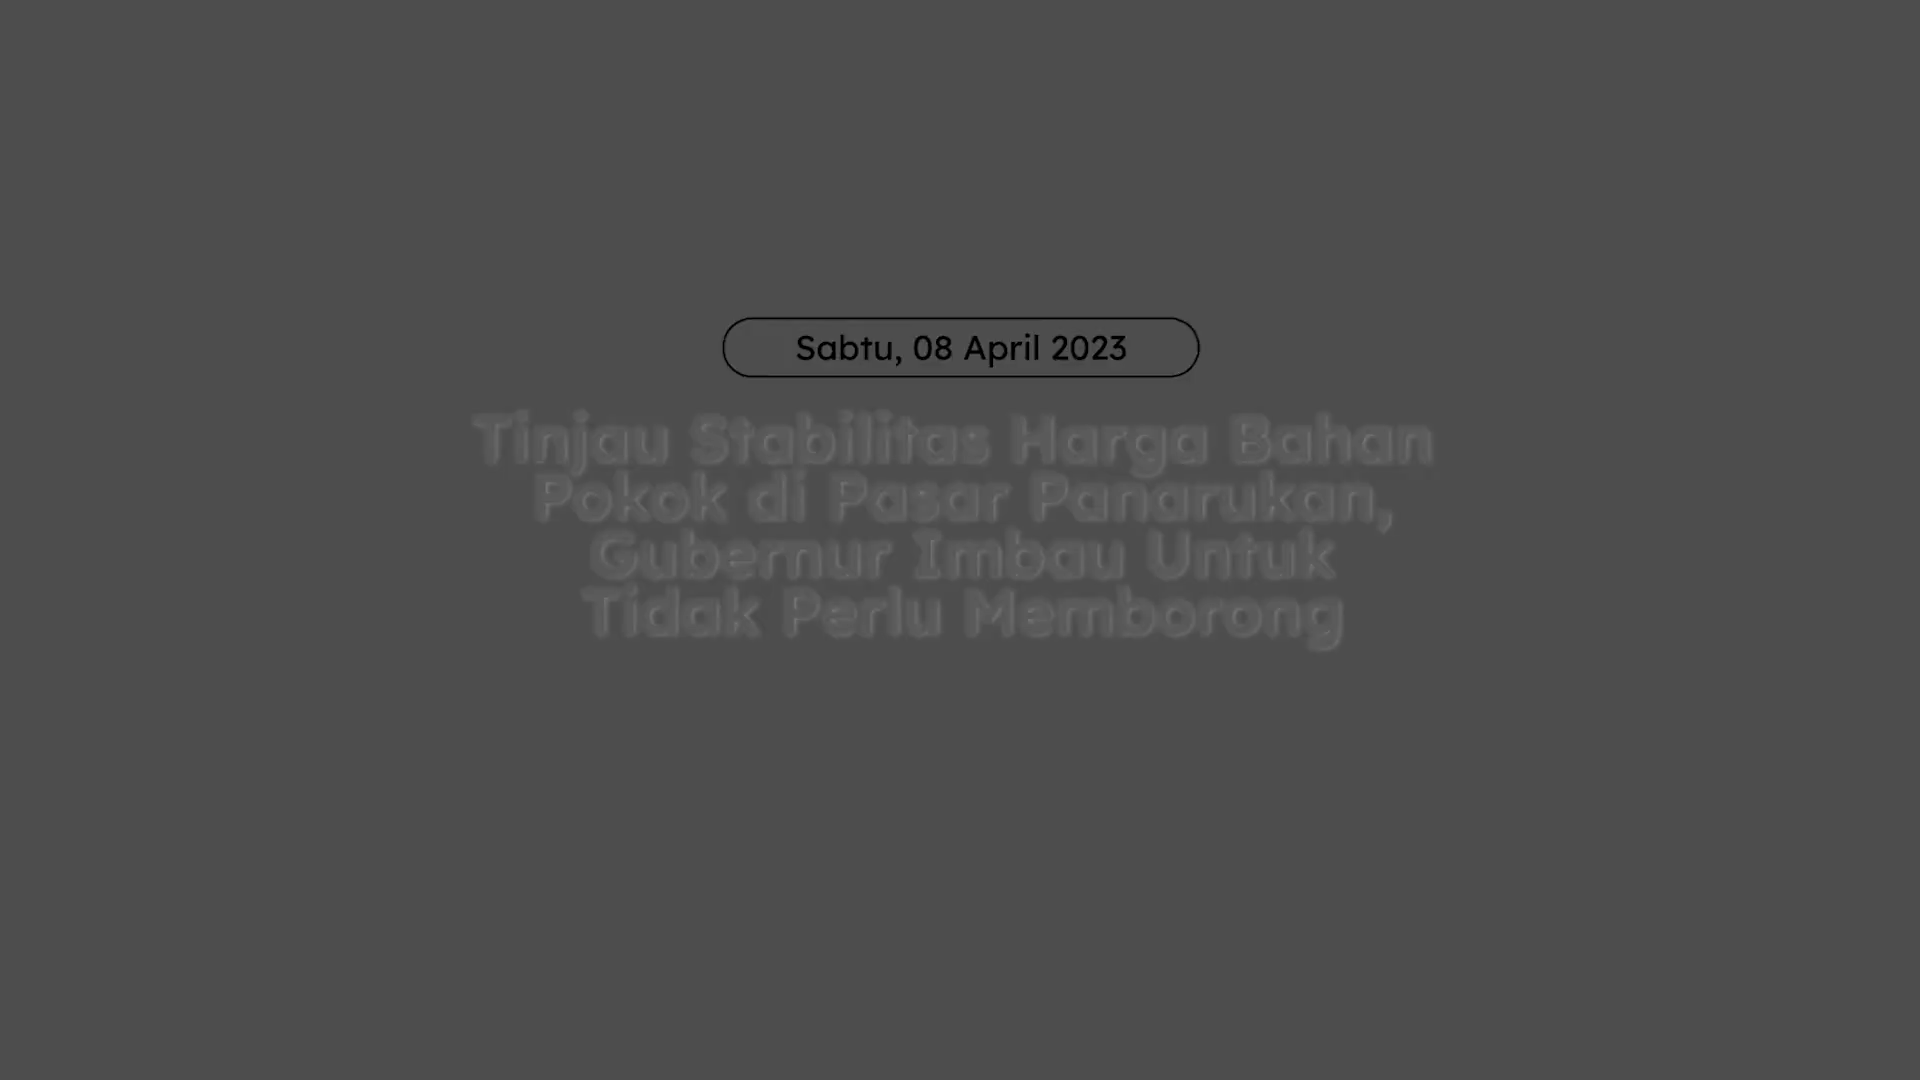 Sabtu, 08 April 2023
Tinjau Stabilitas Harga Bahan
Pokok di Pasar Panarukan,
Gubernur Imbau Untuk
Tidak Perlu Memborong